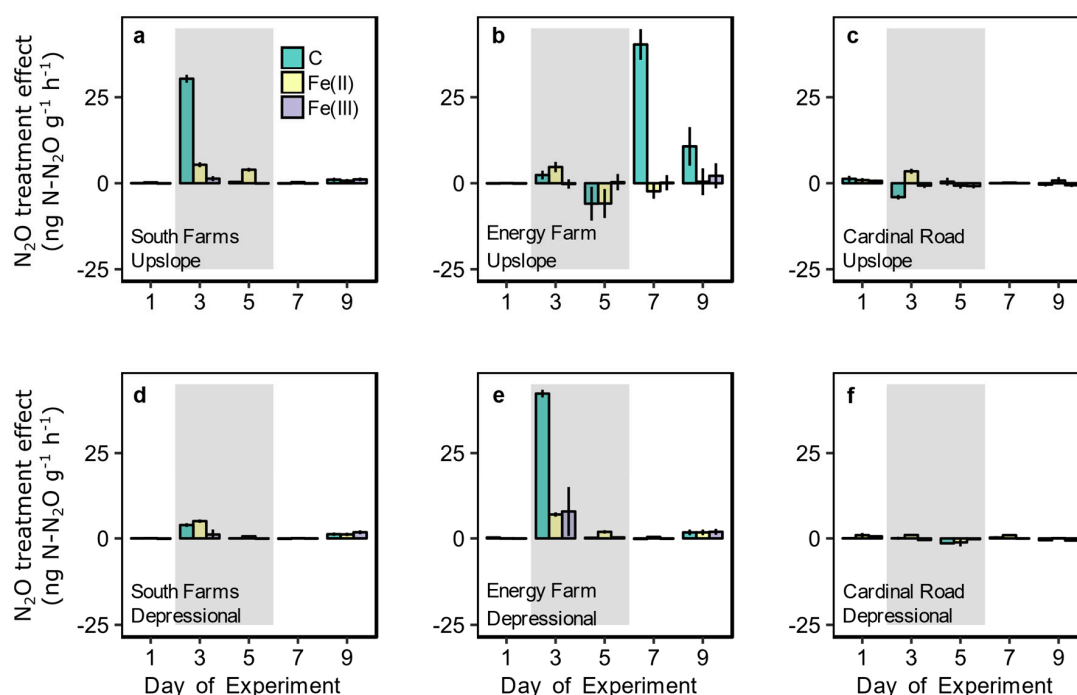 a
C
Fe(II)
Fe(III)
N₂O treatment effect
(ng N-N₂O g⁻¹ h⁻¹)
25
0
-25
South Farms
Upslope
1 3 5 7 9
b
25
0
-25
Energy Farm
Upslope
1 3 5 7 9
c
25
0
-25
Cardinal Road
Upslope
1 3 5 7 9
d
N₂O treatment effect
(ng N-N₂O g⁻¹ h⁻¹)
25
0
-25
South Farms
Depressional
1 3 5 7 9
Day of Experiment
e
25
0
-25
Energy Farm
Depressional
1 3 5 7 9
Day of Experiment
f
25
0
-25
Cardinal Road
Depressional
1 3 5 7 9
Day of Experiment